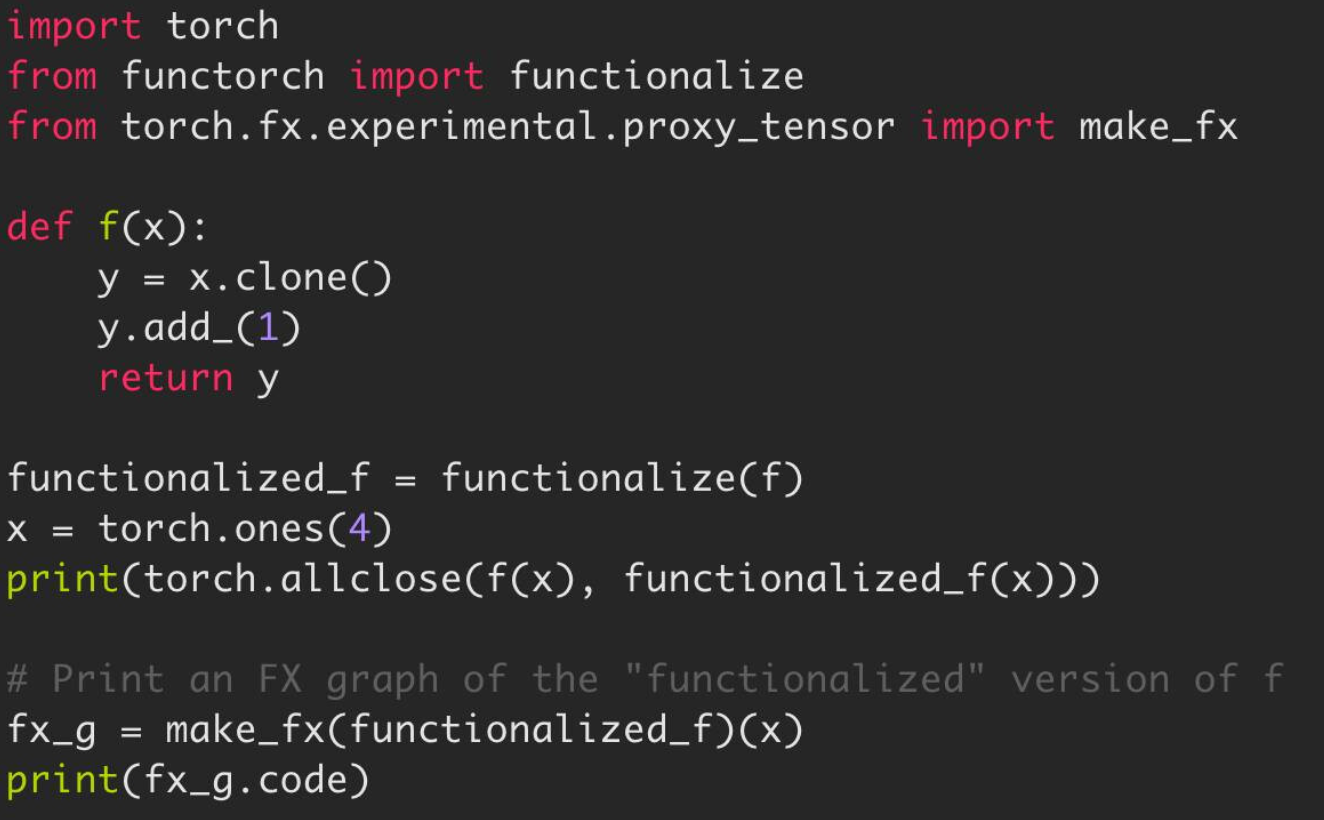 import torch
from functorch import functionalize
from torch.fx.experimental.proxy_tensor import make_fx

def f(x):
    y = x.clone()
    y.add_(1)
    return y

functionalized_f = functionalize(f)
x = torch.ones(4)
print(torch.allclose(f(x), functionalized_f(x)))

# Print an FX graph of the "functionalized" version of f
fx_g = make_fx(functionalized_f)(x)
print(fx_g.code)